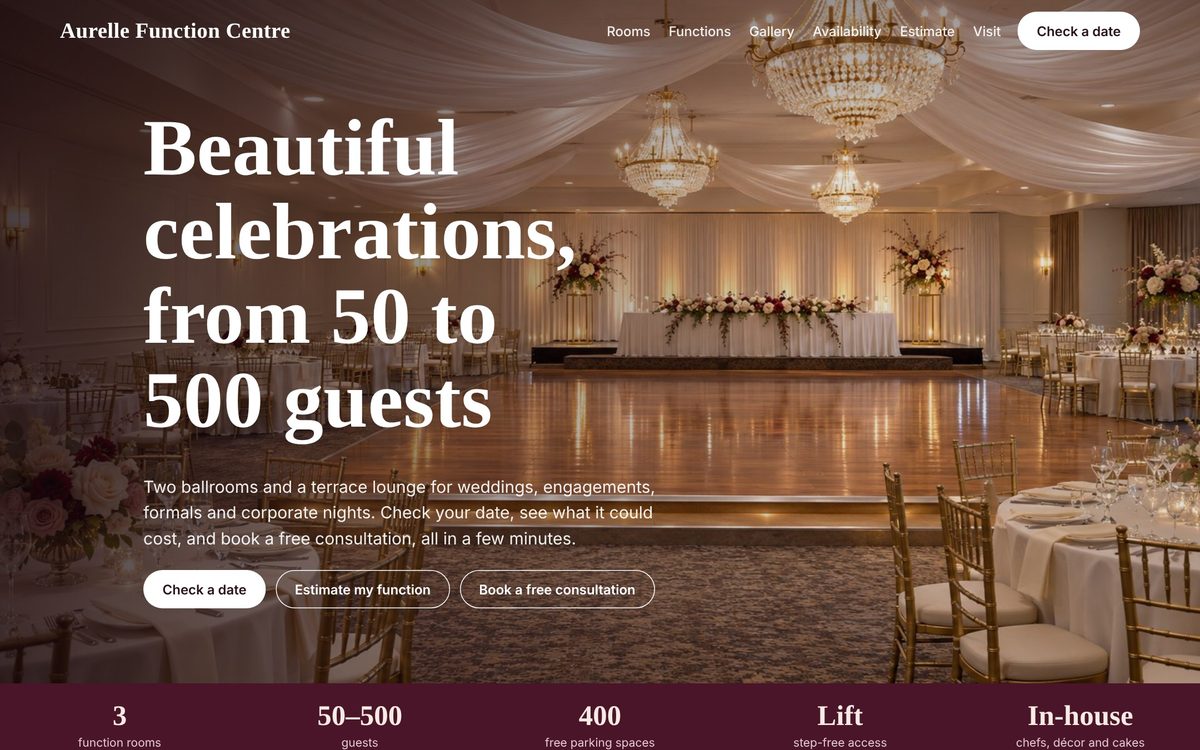 Aurelle Function Centre
Rooms Functions Gallery Availability Estimate Visit Check a date
Beautiful
celebrations,
from 50 to
500 guests
Two ballrooms and a terrace lounge for weddings, engagements,
formals and corporate nights. Check your date, see what it could
cost, and book a free consultation, all in a few minutes.
Check a date Estimate my function Book a free consultation
3 50–500 400 Lift In-house
function rooms guests free parking spaces step-free access chefs, décor and cakes